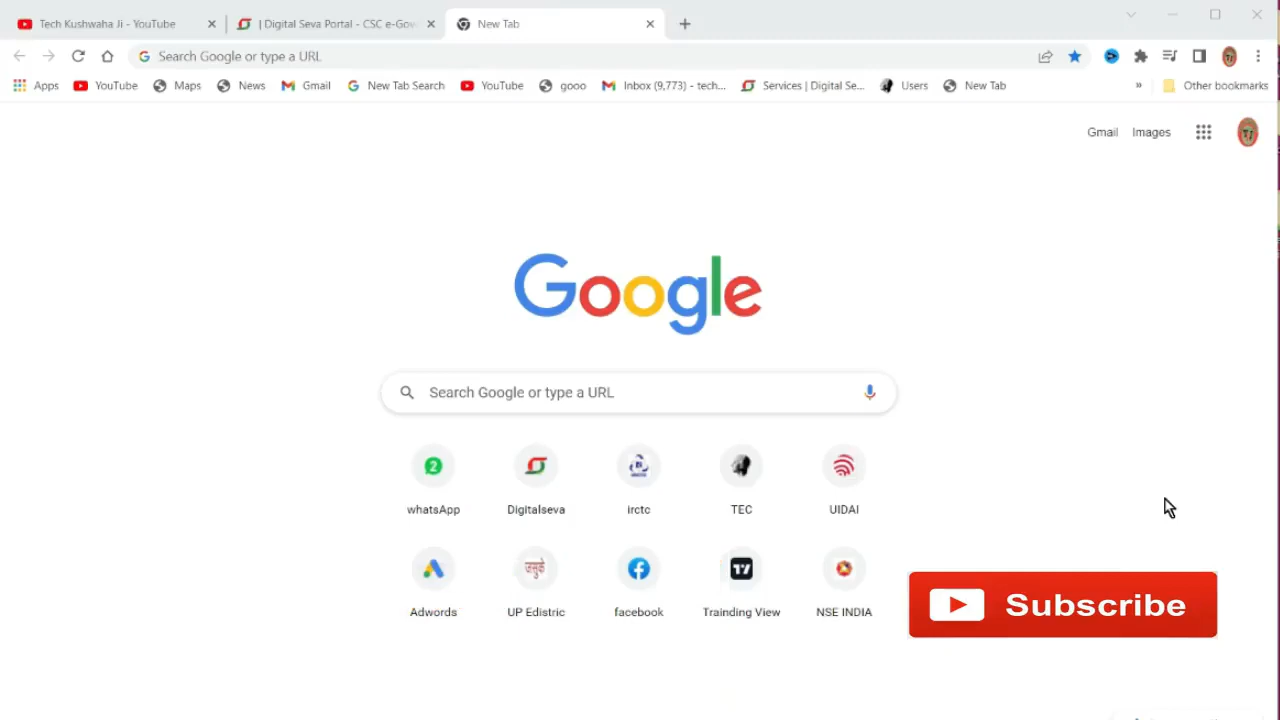 Tech Kushwaha Ji - YouTube
| Digital Seva Portal - CSC e-Gov
New Tab
Search Google or type a URL
Apps
YouTube
Maps
News
Gmail
New Tab Search
YouTube
gooo
Inbox (9,773) - tech...
Services | Digital Se...
Users
New Tab
»
Other bookmarks
Gmail
Images
Google
Search Google or type a URL
whatsApp
Digitalseva
irctc
TEC
UIDAI
जसुके
Adwords
UP Edistric
facebook
Trainding View
NSE INDIA
Subscribe